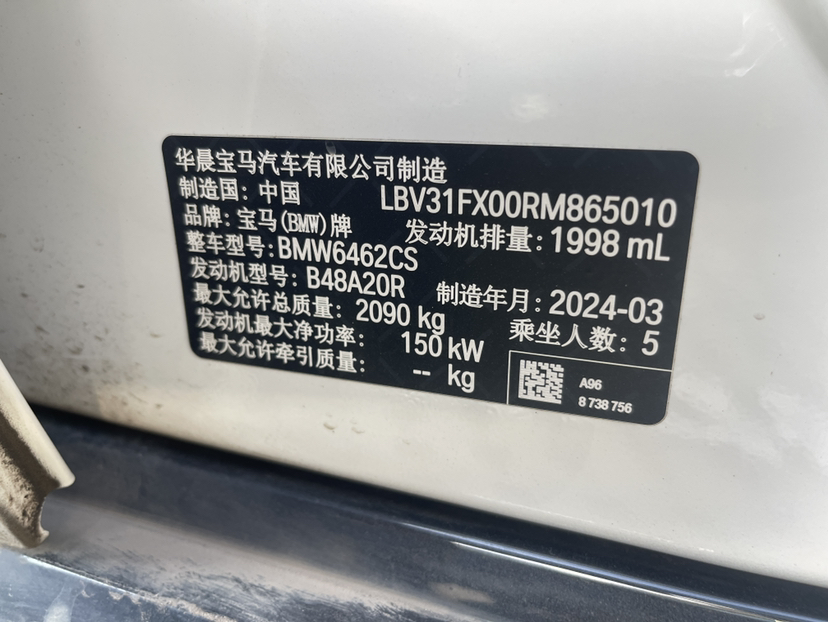 华晨宝马汽车有限公司制造
制造国：中国 LBV31FX00RM865010
品牌：宝马(BMW)牌 发动机排量：1998 mL
整车型号：BMW6462CS
发动机型号：B48A20R 制造年月：2024-03
最大允许总质量：2090 kg 乘坐人数：5
发动机最大净功率：150 kW
最大允许牵引质量：-- kg
A96
8 738 756